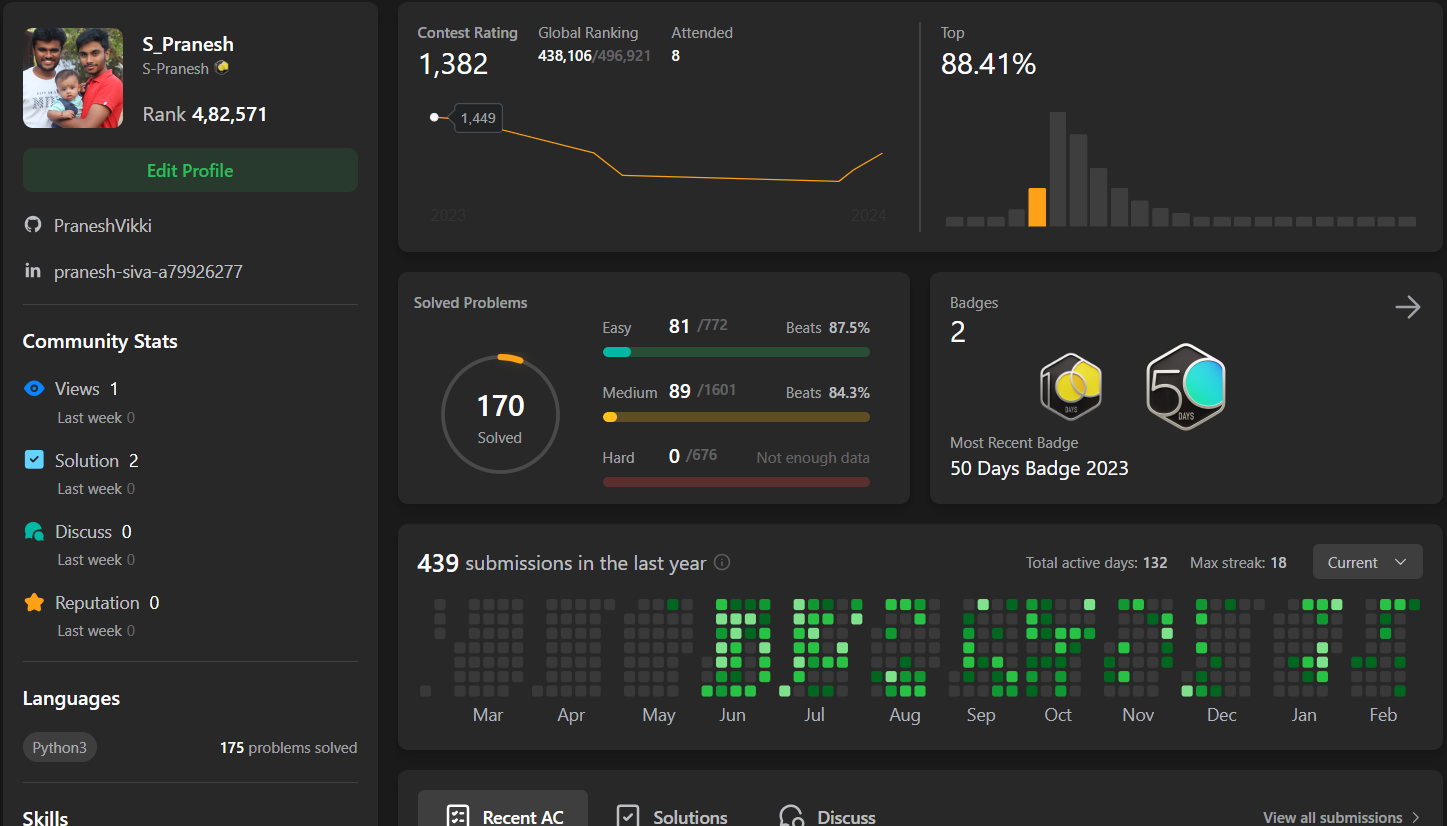 S_Pranesh
S-Pranesh
Rank 4,82,571
Edit Profile
PraneshVikki
pranesh-siva-a79926277
Community Stats
Views 1
Last week 0
Solution 2
Last week 0
Discuss 0
Last week 0
Reputation 0
Last week 0
Languages
Python3 175 problems solved
Skills
Contest Rating
1,382
Global Ranking
438,106/496,921
Attended
8
1,449
2023 2024
Top
88.41%
Solved Problems
170
Solved
Easy 81 /772 Beats 87.5%
Medium 89 /1601 Beats 84.3%
Hard 0 /676 Not enough data
Badges
2
100
DAYS
50
DAYS
Most Recent Badge
50 Days Badge 2023
439 submissions in the last year
Total active days: 132 Max streak: 18 Current
Mar Apr May Jun Jul Aug Sep Oct Nov Dec Jan Feb
Recent AC Solutions Discuss View all submissions